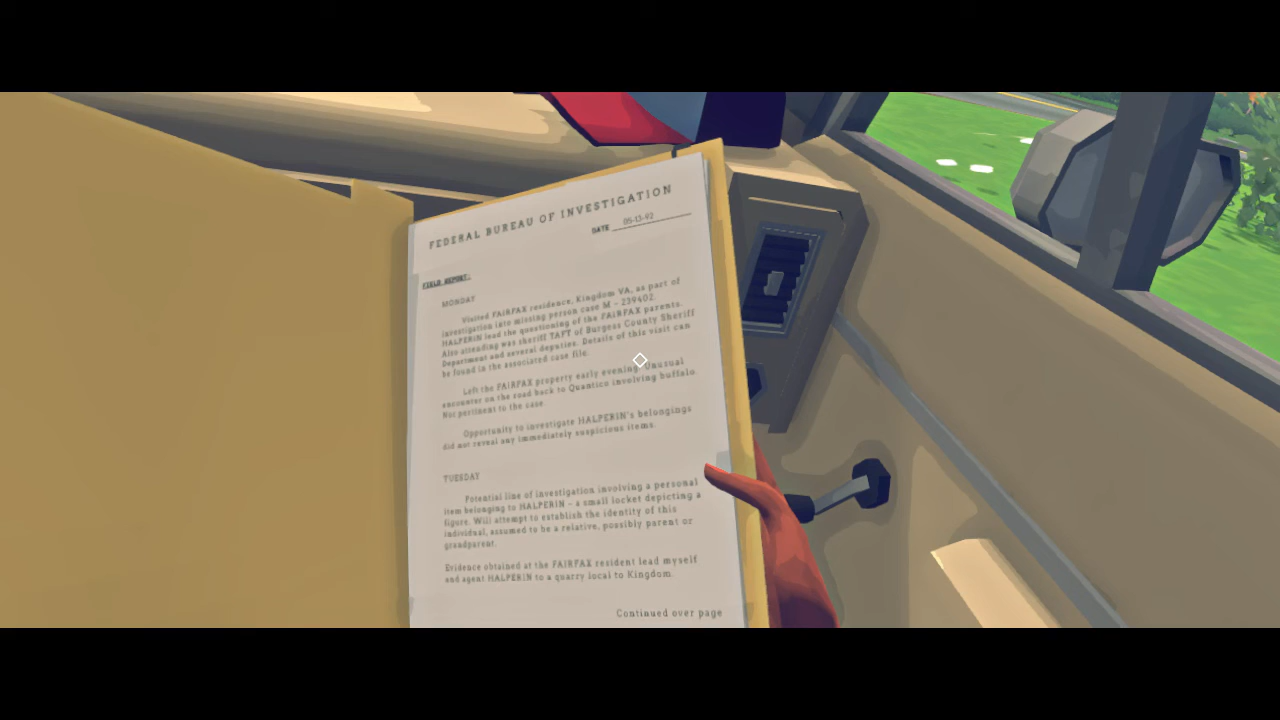 FEDERAL BUREAU OF INVESTIGATION
DATE 05-13-92
FIELD REPORT:
MONDAY
Visited FAIRFAX residence, Kingdom VA, as part of
investigation into missing person case M - 239402.
HALPERIN lead the questioning of the FAIRFAX parents.
Also attending was sheriff TAFT of Burgess County Sheriff
Department and several deputies. Details of this visit can
be found in the associated case file.
Left the FAIRFAX property early evening. Unusual
encounter on the road back to Quantico involving buffalo.
Not pertinent to the case.
Opportunity to investigate HALPERIN's belongings
did not reveal any immediately suspicious items.
TUESDAY
Potential line of investigation involving a personal
item belonging to HALPERIN - a small locket depicting a
figure. Will attempt to establish the identity of this
individual, assumed to be a relative, possibly parent or
grandparent.
Evidence obtained at the FAIRFAX resident lead myself
and agent HALPERIN to a quarry local to Kingdom.
Continued over page